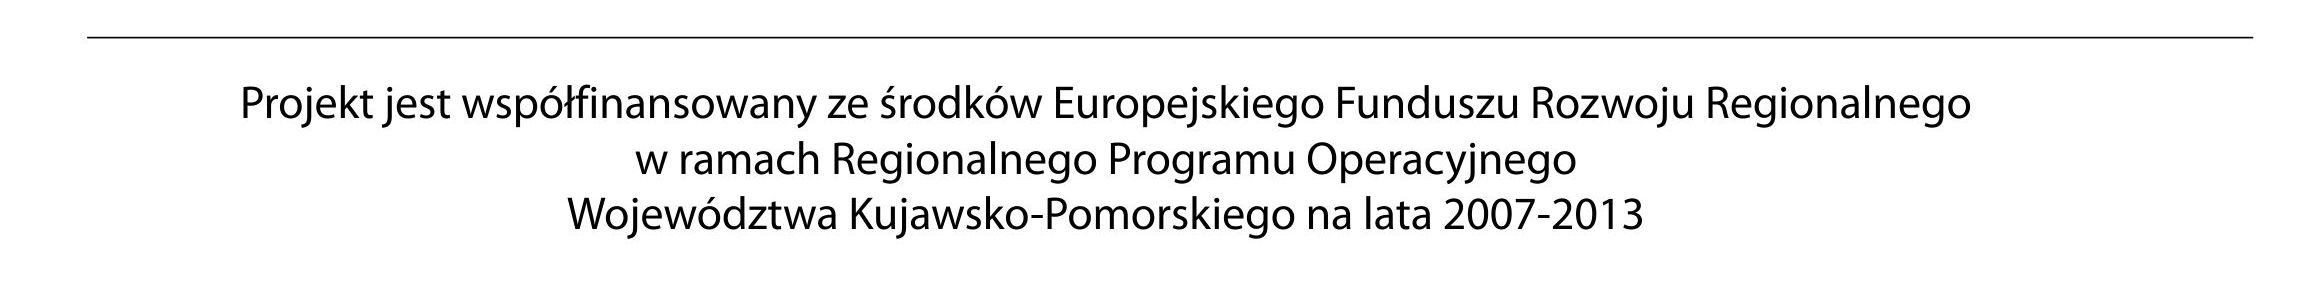 Projekt jest współfinansowany ze środków Europejskiego Funduszu Rozwoju Regionalnego
w ramach Regionalnego Programu Operacyjnego
Województwa Kujawsko-Pomorskiego na lata 2007-2013